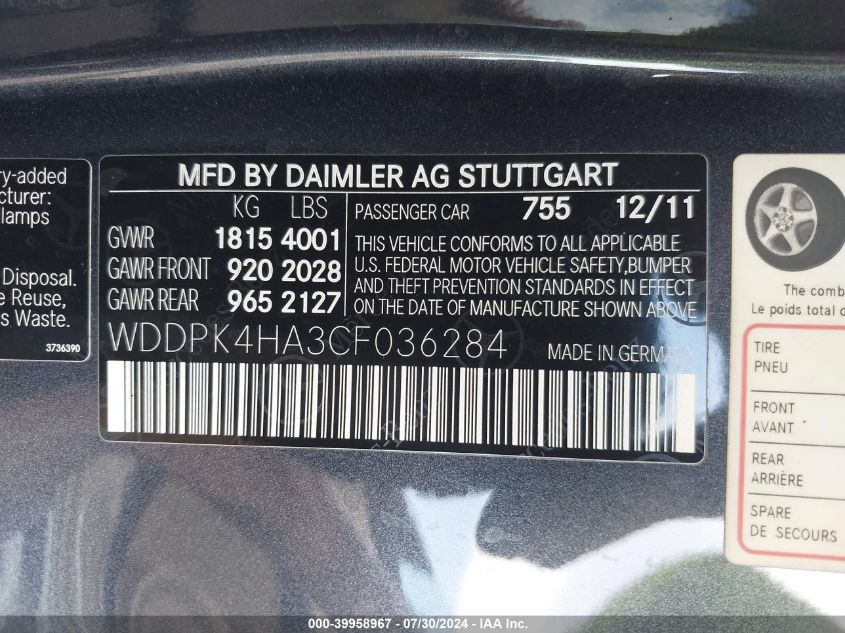 ry-added
cturer:
lamps
Disposal.
e Reuse,
s Waste.
3736390
MFD BY DAIMLER AG STUTTGART
KG LBS
GVWR 1815 4001
GAWR FRONT 920 2028
GAWR REAR 965 2127
PASSENGER CAR 755 12/11
THIS VEHICLE CONFORMS TO ALL APPLICABLE
U.S. FEDERAL MOTOR VEHICLE SAFETY,BUMPER
AND THEFT PREVENTION STANDARDS IN EFFECT
ON THE DATE OF MANUFACTURE SHOWN ABOVE
WDDPK4HA3CF036284 MADE IN GERMANY
The comb
Le poids total d
TIRE
PNEU
FRONT
AVANT
REAR
ARRIÈRE
SPARE
DE SECOURS
000-39958967 / 07/30/2024 - IAA Inc.